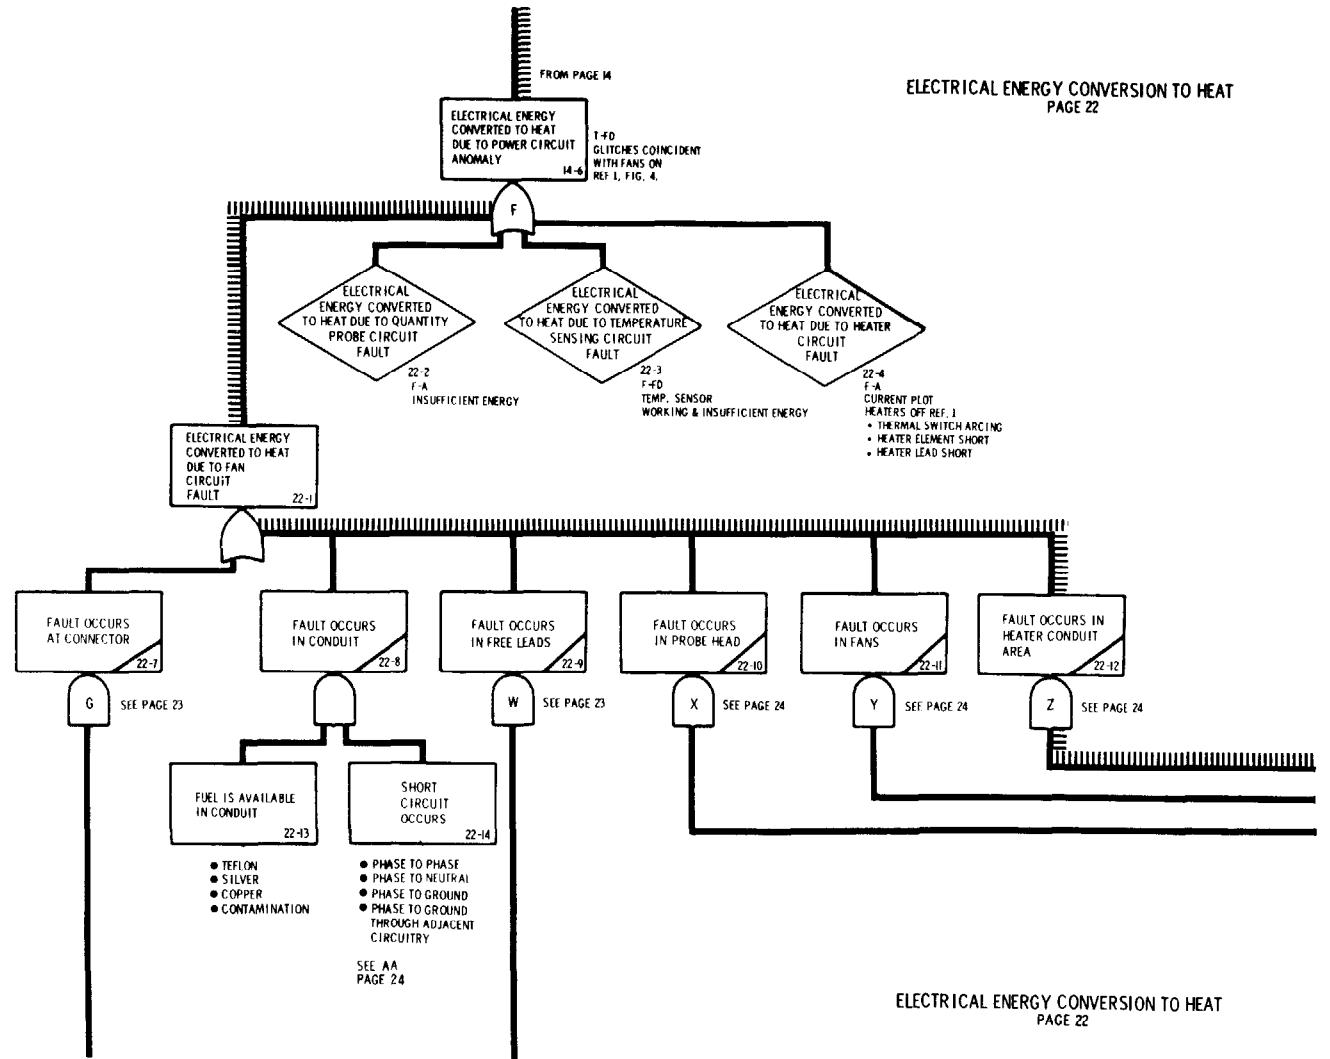 FROM PAGE 14
ELECTRICAL ENERGY CONVERSION TO HEAT
PAGE 22
ELECTRICAL ENERGY
CONVERTED TO HEAT
DUE TO POWER CIRCUIT
ANOMALY
14-6
T-FD
GLITCHES COINCIDENT
WITH FANS ON
REF 1, FIG. 4.
F
ELECTRICAL
ENERGY CONVERTED
TO HEAT DUE TO QUANTITY
PROBE CIRCUIT
FAULT
22-2
F-A
INSUFFICIENT ENERGY
ELECTRICAL
ENERGY CONVERTED
TO HEAT DUE TO TEMPERATURE
SENSING CIRCUIT
FAULT
22-3
F-FD
TEMP. SENSOR
WORKING & INSUFFICIENT ENERGY
ELECTRICAL
ENERGY CONVERTED
TO HEAT DUE TO HEATER
CIRCUIT
FAULT
22-4
F-A
CURRENT PLOT
HEATERS OFF REF. 1
• THERMAL SWITCH ARCING
• HEATER ELEMENT SHORT
• HEATER LEAD SHORT
ELECTRICAL ENERGY
CONVERTED TO HEAT
DUE TO FAN
CIRCUIT
FAULT
22-1
FAULT OCCURS
AT CONNECTOR
22-7
FAULT OCCURS
IN CONDUIT
22-8
FAULT OCCURS
IN FREE LEADS
22-9
FAULT OCCURS
IN PROBE HEAD
22-10
FAULT OCCURS
IN FANS
22-11
FAULT OCCURS IN
HEATER CONDUIT
AREA
22-12
G
SEE PAGE 23
W
SEE PAGE 23
X
SEE PAGE 24
Y
SEE PAGE 24
Z
SEE PAGE 24
FUEL IS AVAILABLE
IN CONDUIT
22-13
SHORT
CIRCUIT
OCCURS
22-14
● TEFLON
● SILVER
● COPPER
● CONTAMINATION
● PHASE TO PHASE
● PHASE TO NEUTRAL
● PHASE TO GROUND
● PHASE TO GROUND
THROUGH ADJACENT
CIRCUITRY
SEE AA
PAGE 24
ELECTRICAL ENERGY CONVERSION TO HEAT
PAGE 22